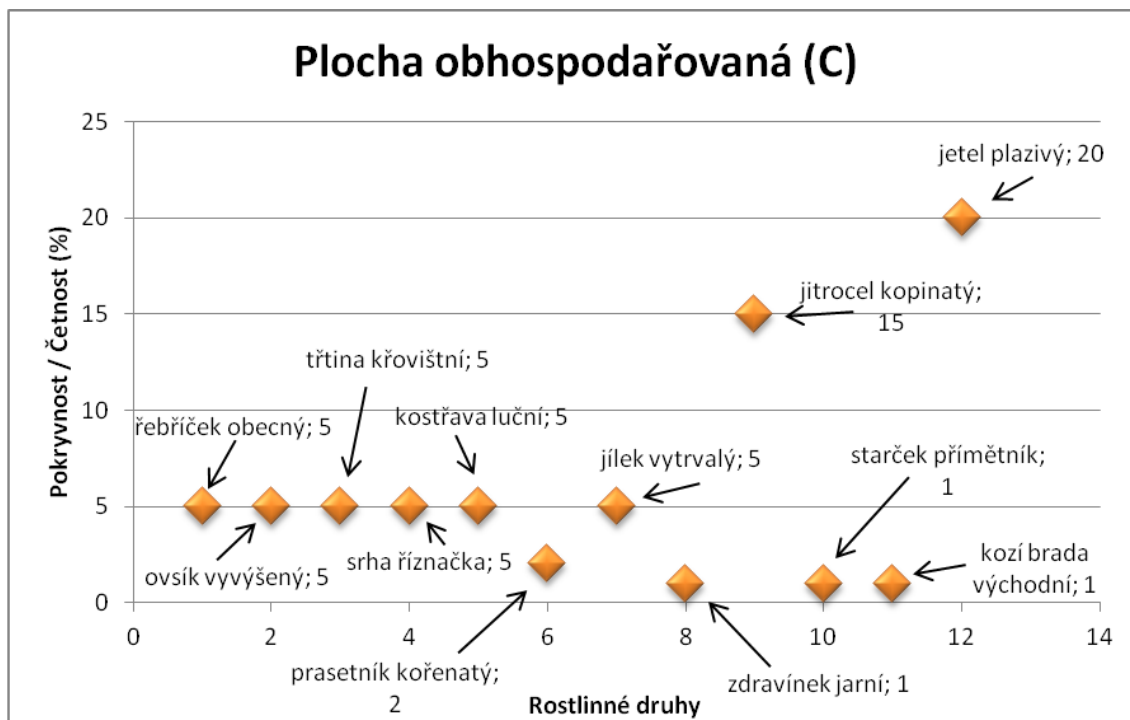 Plocha obhospodařovaná (C)
Pokryvnost / Četnost (%)
25
20
15
10
5
0
jetel plazivý; 20
jitrocel kopinatý;
15
třtina křovištní; 5
řebříček obecný; 5
kostřava luční; 5
jílek vytrvalý; 5
starček přímětník;
1
ovsík vyvýšený; 5
srha říznačka; 5
kozí brada
východní; 1
prasetník kořenatý;
2
zdravínek jarní; 1
0
2
4
6
8
10
12
14
Rostlinné druhy